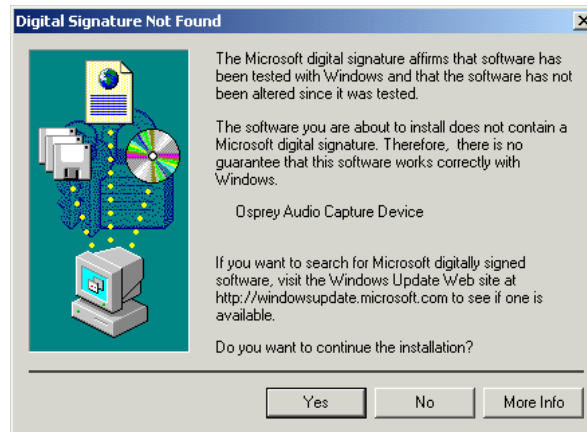 Digital Signature Not Found
The Microsoft digital signature affirms that software has
been tested with Windows and that the software has not
been altered since it was tested.
The software you are about to install does not contain a
Microsoft digital signature. Therefore, there is no
guarantee that this software works correctly with
Windows.
Osprey Audio Capture Device
If you want to search for Microsoft digitally signed
software, visit the Windows Update Web site at
http://windowsupdate.microsoft.com to see if one is
available.
Do you want to continue the installation?
Yes
No
More Info